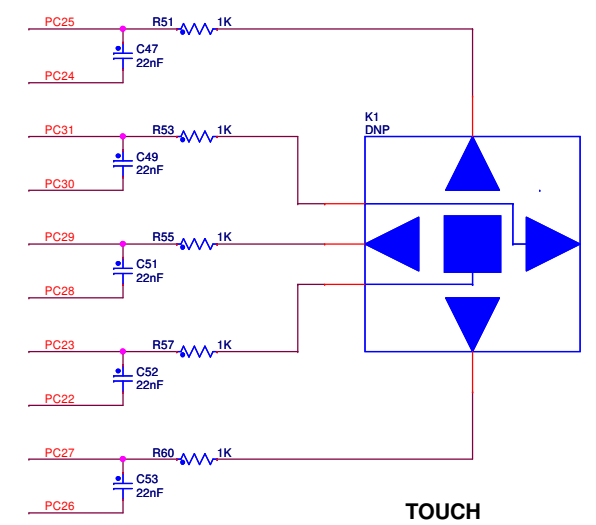 PC25 R51 1K
C47
22nF
PC24
K1
DNP
PC31 R53 1K
C49
22nF
PC30
PC29 R55 1K
C51
22nF
PC28
PC23 R57 1K
C52
22nF
PC22
PC27 R60 1K
C53
22nF
PC26
TOUCH